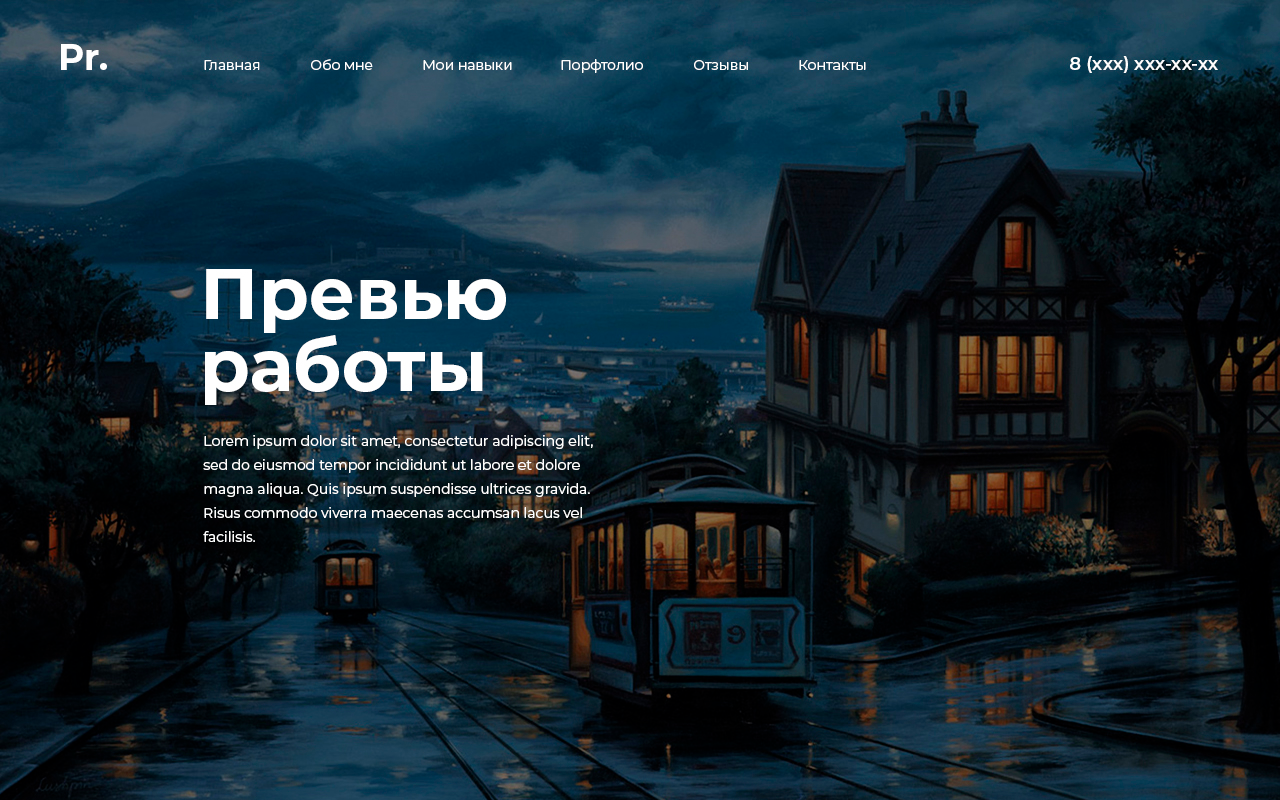 Pr.
Главная
Обо мне
Мои навыки
Порфтолио
Отзывы
Контакты
8 (xxx) xxx-xx-xx
Превью
работы
Lorem ipsum dolor sit amet, consectetur adipiscing elit,
sed do eiusmod tempor incididunt ut labore et dolore
magna aliqua. Quis ipsum suspendisse ultrices gravida.
Risus commodo viverra maecenas accumsan lacus vel
facilisis.
9